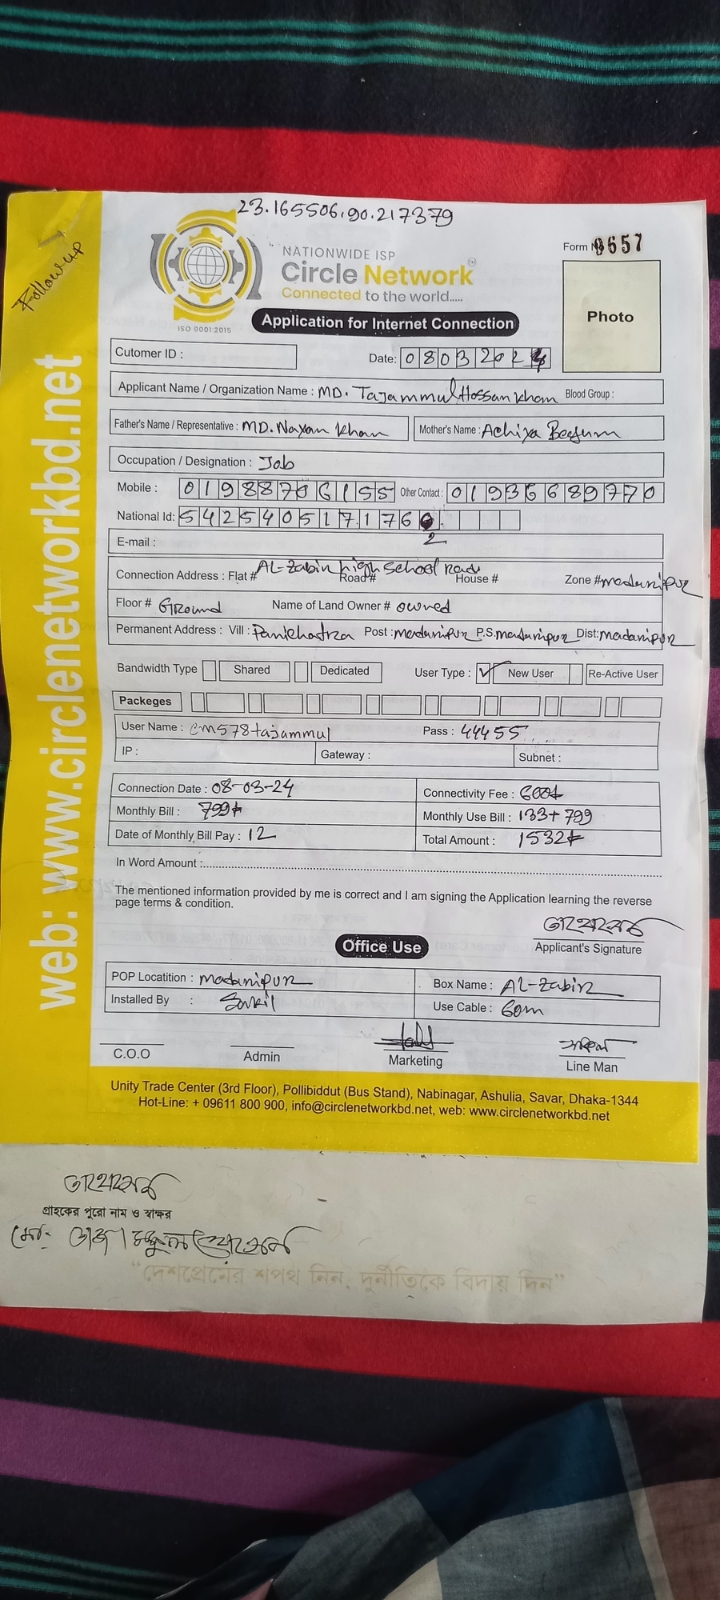 23.165506,90.217379
Follow up
NATIONWIDE ISP
Circle Network
Connected to the world.....
ISO 0001:2015
Form 0657
Photo
Application for Internet Connection
Cutomer ID :
Date: 08032024
Applicant Name / Organization Name : MD. Tajammul Hossan khan Blood Group :
Father's Name / Representative : MD. Nayan Khan Mother's Name : Achiya Begum
Occupation / Designation : Job
Mobile : 01988706155 Other Contact : 01936689770
National Id: 5425405171762
E-mail :
Connection Address : Flat # AL-Zabir high School Road Road # House # Zone # madaripur
Floor # Ground Name of Land Owner # owned
Permanent Address : Vill : Post : madaripur P.S. madaripur Dist: madaripur
Bandwidth Type Shared Dedicated User Type : ✓ New User Re-Active User
Packeges
User Name : cm578tajammul Pass : 44455
IP : Gateway : Subnet :
Connection Date : 08-03-24 Connectivity Fee : 600/-
Monthly Bill : 799/- Monthly Use Bill : 133+799
Date of Monthly Bill Pay : 12 Total Amount : 1532/-
In Word Amount :
The mentioned information provided by me is correct and I am signing the Application learning the reverse
page terms & condition.
Applicant's Signature
Office Use
POP Locatition : madaripur Box Name : AL-Zabir
Installed By : Sakil Use Cable : 60m
C.O.O Admin Marketing Line Man
Unity Trade Center (3rd Floor), Pollibiddut (Bus Stand), Nabinagar, Ashulia, Savar, Dhaka-1344
Hot-Line: + 09611 800 900, info@circlenetworkbd.net, web: www.circlenetworkbd.net
web: www.circlenetworkbd.net
গ্রাহকের পুরো নাম ও স্বাক্ষর
"দেশপ্রেমের শপথ নিন, দুর্নীতিকে বিদায় দিন"